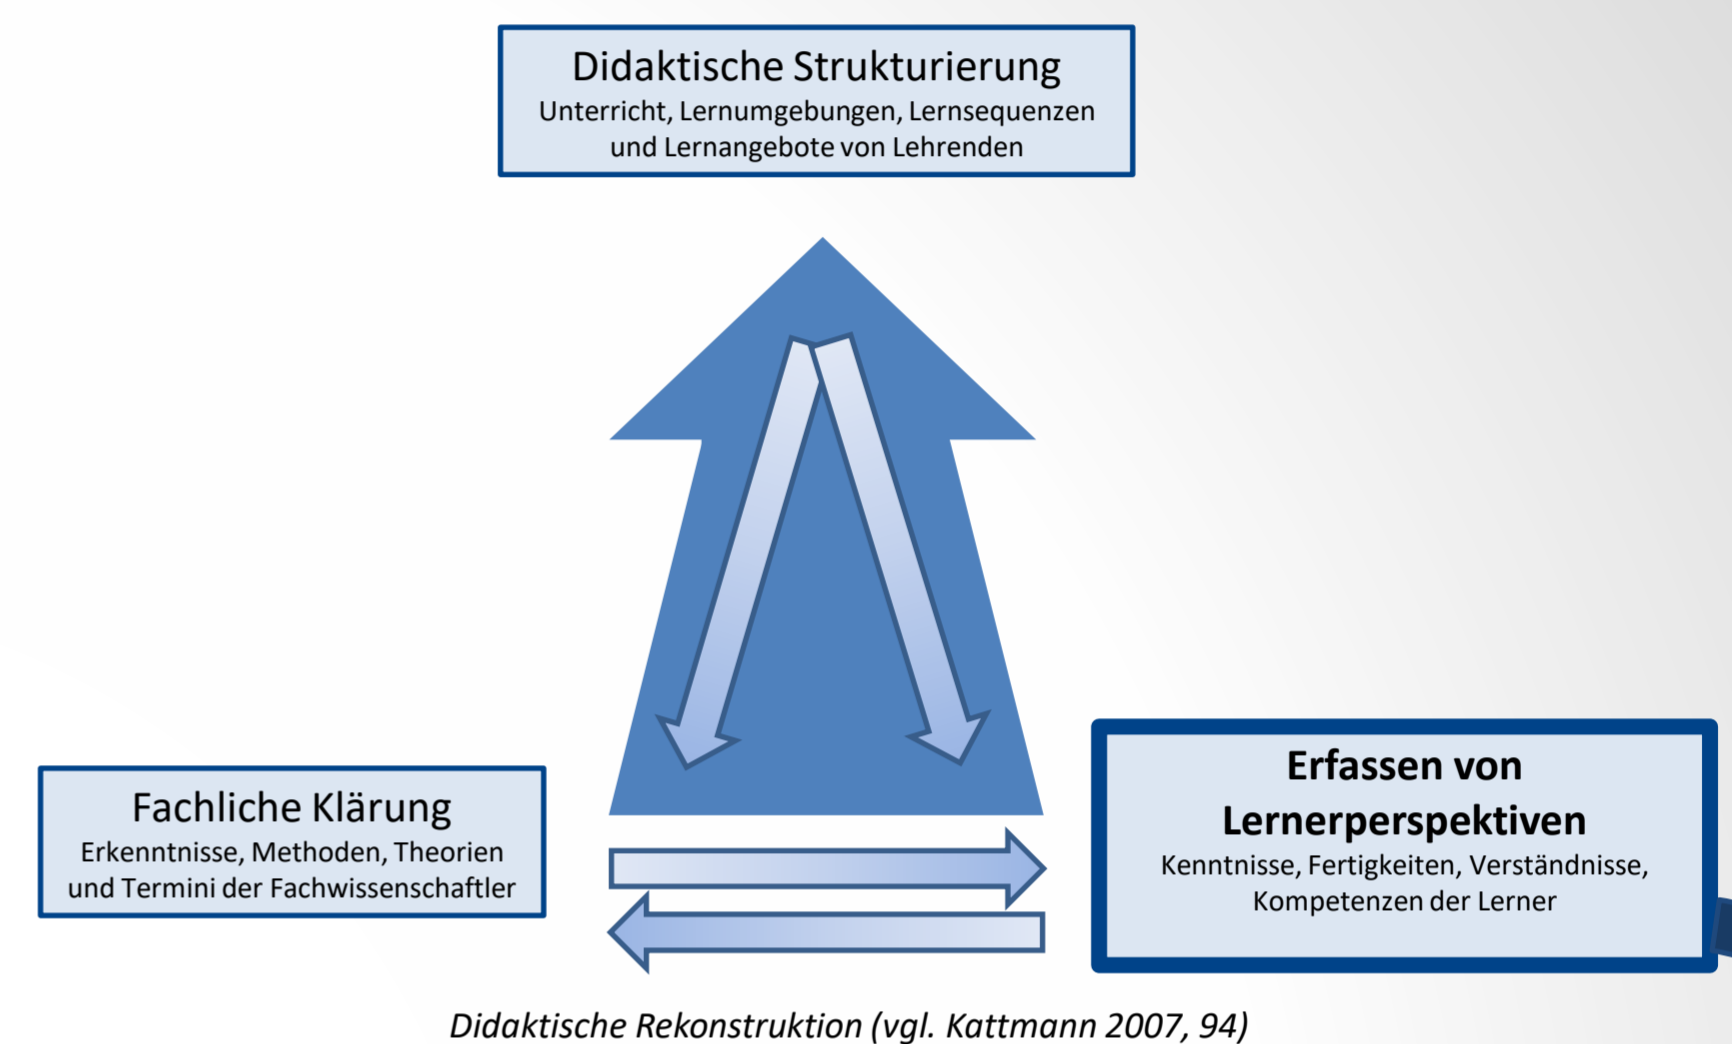 Didaktische Strukturierung
Unterricht, Lernumgebungen, Lernsequenzen
und Lernangebote von Lehrenden
Fachliche Klärung
Erkenntnisse, Methoden, Theorien
und Termini der Fachwissenschaftler
Erfassen von
Lernerperspektiven
Kenntnisse, Fertigkeiten, Verständnisse,
Kompetenzen der Lerner
Didaktische Rekonstruktion (vgl. Kattmann 2007, 94)